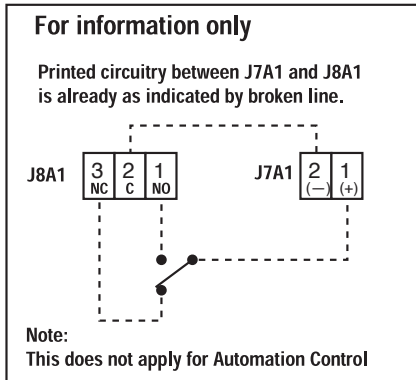 For information only
Printed circuitry between J7A1 and J8A1
is already as indicated by broken line.
J8A1
3 2 1
NC C NO
J7A1
2 1
(—) (+)
Note:
This does not apply for Automation Control